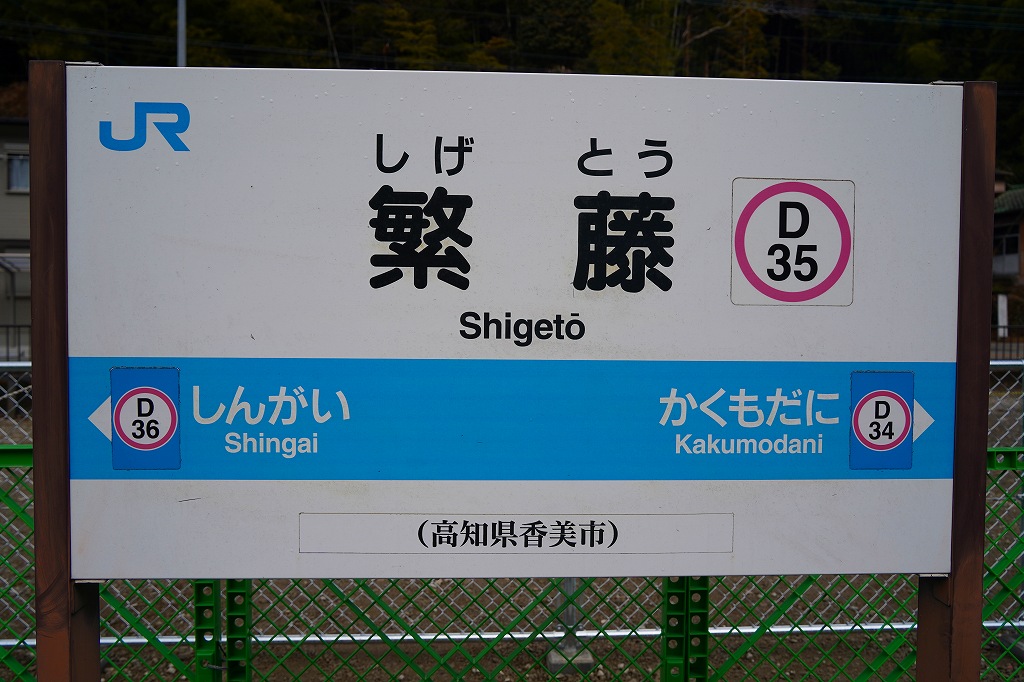 JR
しげ とう
繁 藤
D
35
Shigetō
D
36
しんがい
Shingai
かくもだに
Kakumodani
D
34
(高知県香美市)